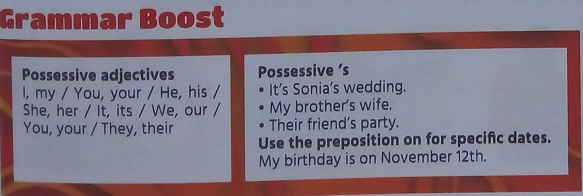 Grammar Boost
Possessive adjectives
I, my / You, your / He, his /
She, her / It, its / We, our /
You, your / They, their
Possessive 's
• It's Sonia's wedding.
• My brother's wife.
• Their friend's party.
Use the preposition on for specific dates.
My birthday is on November 12th.